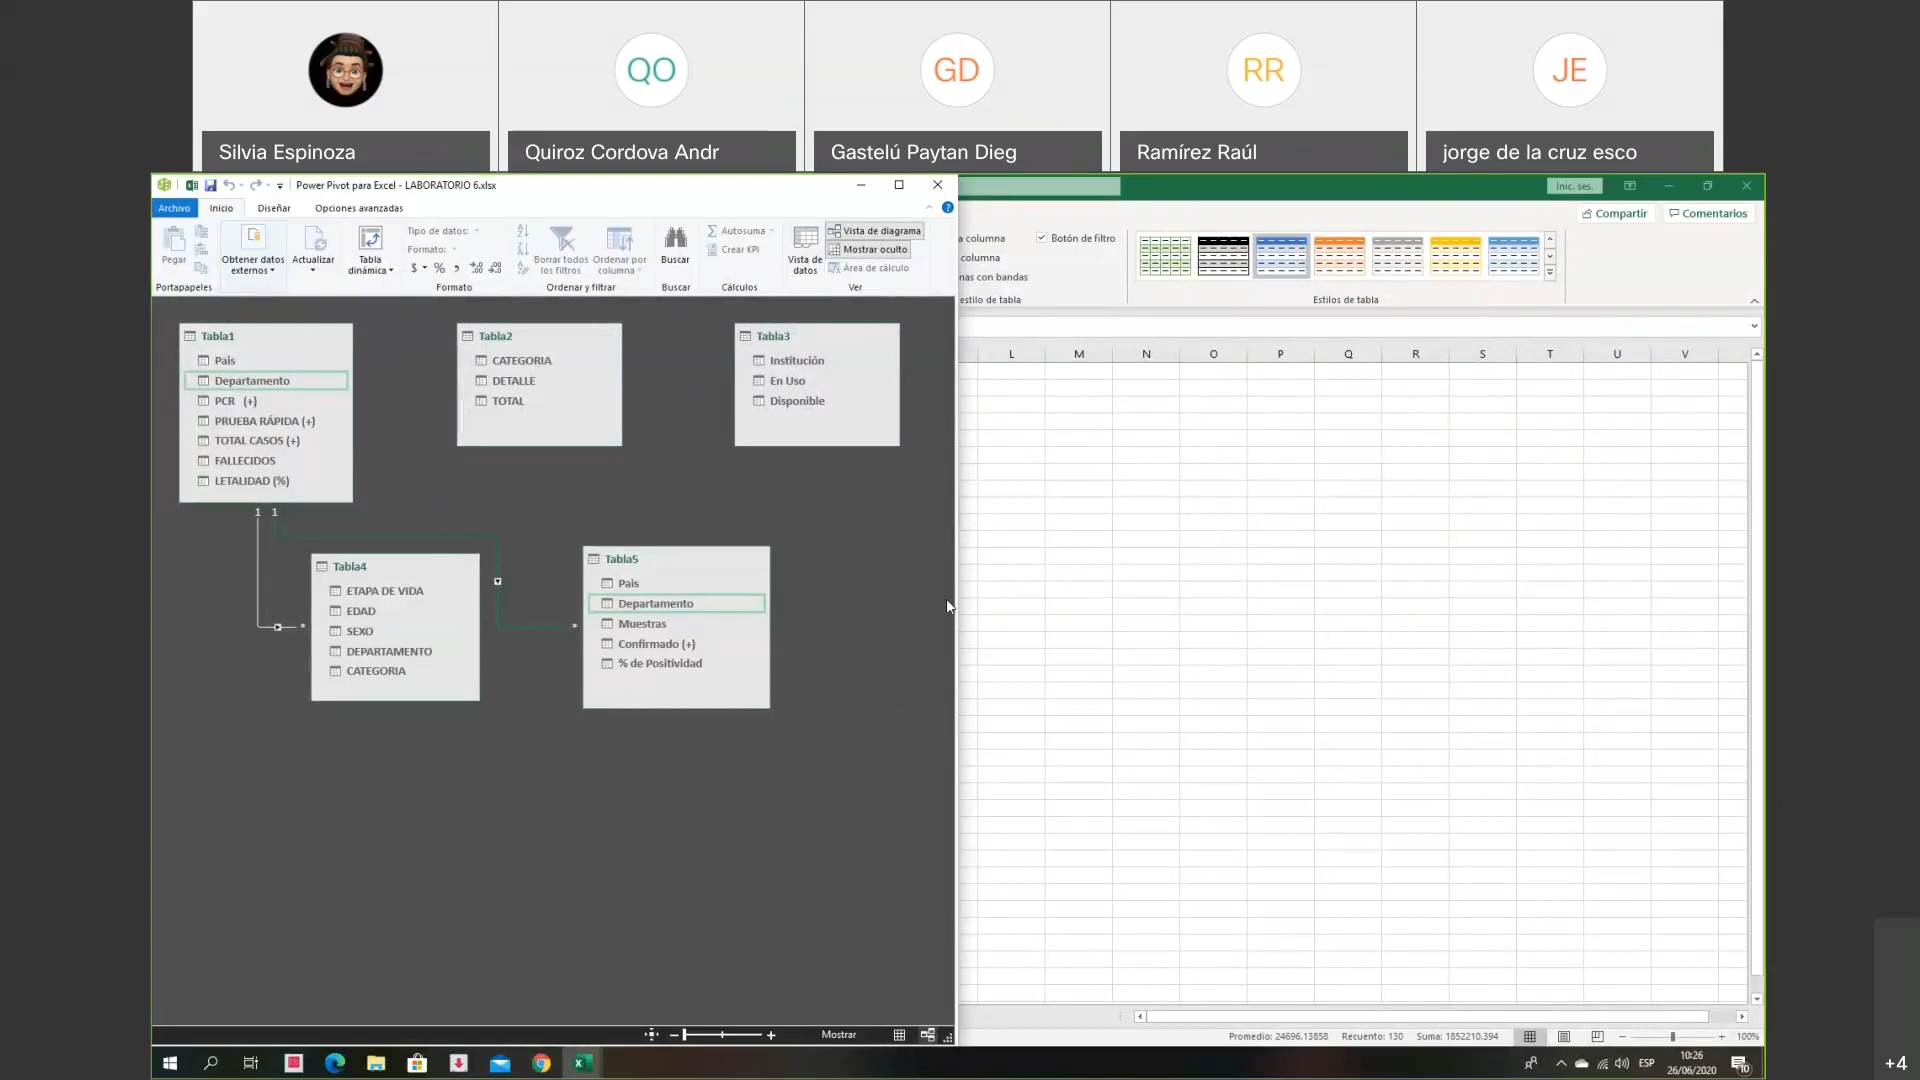 QO
GD
RR
JE
Silvia Espinoza
Quiroz Cordova Andr
Gastelú Paytan Dieg
Ramírez Raúl
jorge de la cruz esco
Power Pivot para Excel - LABORATORIO 6.xlsx
Inic. ses.
Archivo
Inicio
Diseñar
Opciones avanzadas
Compartir
Comentarios
Pegar
Obtener datos
externos
Actualizar
Tabla
dinámica
Tipo de datos:
Formato:
$ % ,
Borrar todos
los filtros
Ordenar por
columna
Buscar
Autosuma
Crear KPI
Vista de
datos
Vista de diagrama
Mostrar oculto
Área de cálculo
Portapapeles
Formato
Ordenar y filtrar
Buscar
Cálculos
Ver
a columna
columna
nas con bandas
estilo de tabla
Botón de filtro
Estilos de tabla
L M N O P Q R S T U V
Tabla1
Pais
Departamento
PCR (+)
PRUEBA RÁPIDA (+)
TOTAL CASOS (+)
FALLECIDOS
LETALIDAD (%)
Tabla2
CATEGORIA
DETALLE
TOTAL
Tabla3
Institución
En Uso
Disponible
1 1
*
*
Tabla4
ETAPA DE VIDA
EDAD
SEXO
DEPARTAMENTO
CATEGORIA
Tabla5
Pais
Departamento
Muestras
Confirmado (+)
% de Positividad
Mostrar
Promedio: 24696.13858 Recuento: 130 Suma: 1852210.394
100%
ESP
10:26
26/06/2020
10
+4